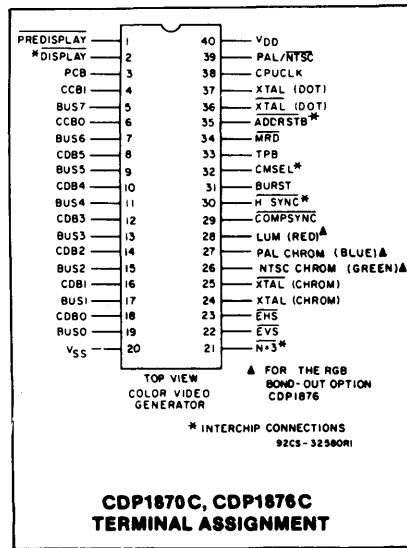 PREDISPLAY 1 40 VDD
*DISPLAY 2 39 PAL/NTSC
PCB 3 38 CPUCLK
CCB1 4 37 XTAL (DOT)
BUS7 5 36 XTAL (DOT)
CCB0 6 35 ADDRSTB*
BUS6 7 34 MRD
CDB5 8 33 TPB
BUS5 9 32 CMSEL*
CDB4 10 31 BURST
BUS4 11 30 H SYNC*
CDB3 12 29 COMPSYNC
BUS3 13 28 LUM (RED)▲
CDB2 14 27 PAL CHROM (BLUE)▲
BUS2 15 26 NTSC CHROM (GREEN)▲
CDB1 16 25 XTAL (CHROM)
BUS1 17 24 XTAL (CHROM)
CDB0 18 23 EHS
BUS0 19 22 EVS
VSS 20 21 N=3*
TOP VIEW
COLOR VIDEO
GENERATOR
▲ FOR THE RGB
BOND-OUT OPTION
CDP1876
* INTERCHIP CONNECTIONS
92CS-32580R1
CDP1870C, CDP1876C
TERMINAL ASSIGNMENT